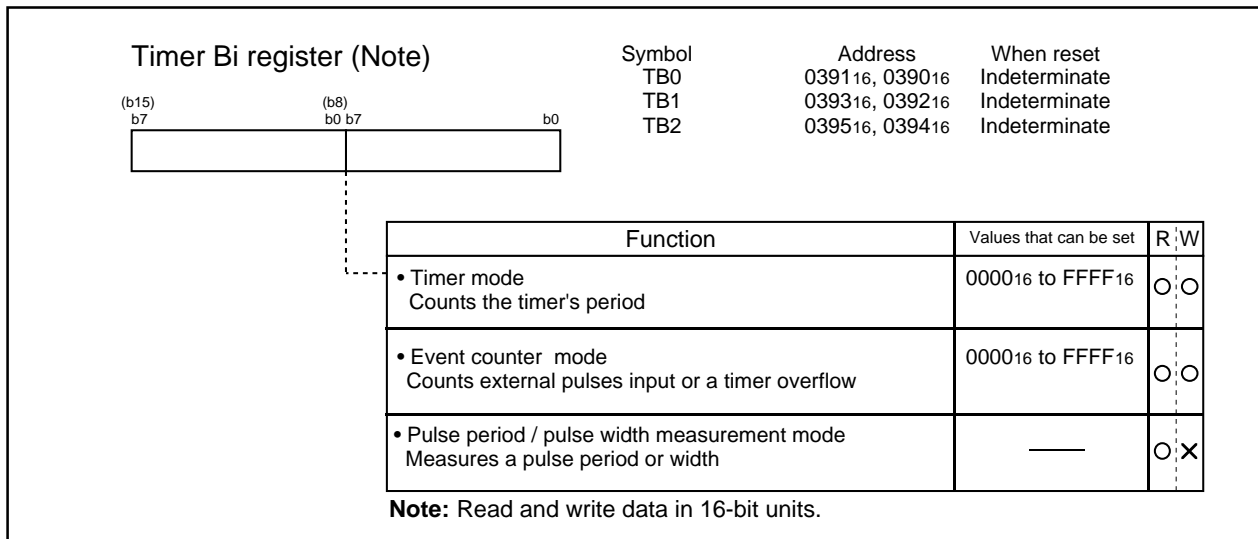 Timer Bi register (Note)
Symbol Address When reset
TB0 039116, 039016 Indeterminate
TB1 039316, 039216 Indeterminate
TB2 039516, 039416 Indeterminate
(b15) (b8)
b7 b0 b7 b0
Function Values that can be set R W
• Timer mode 000016 to FFFF16
Counts the timer's period
• Event counter mode 000016 to FFFF16
Counts external pulses input or a timer overflow
• Pulse period / pulse width measurement mode
Measures a pulse period or width
Note: Read and write data in 16-bit units.